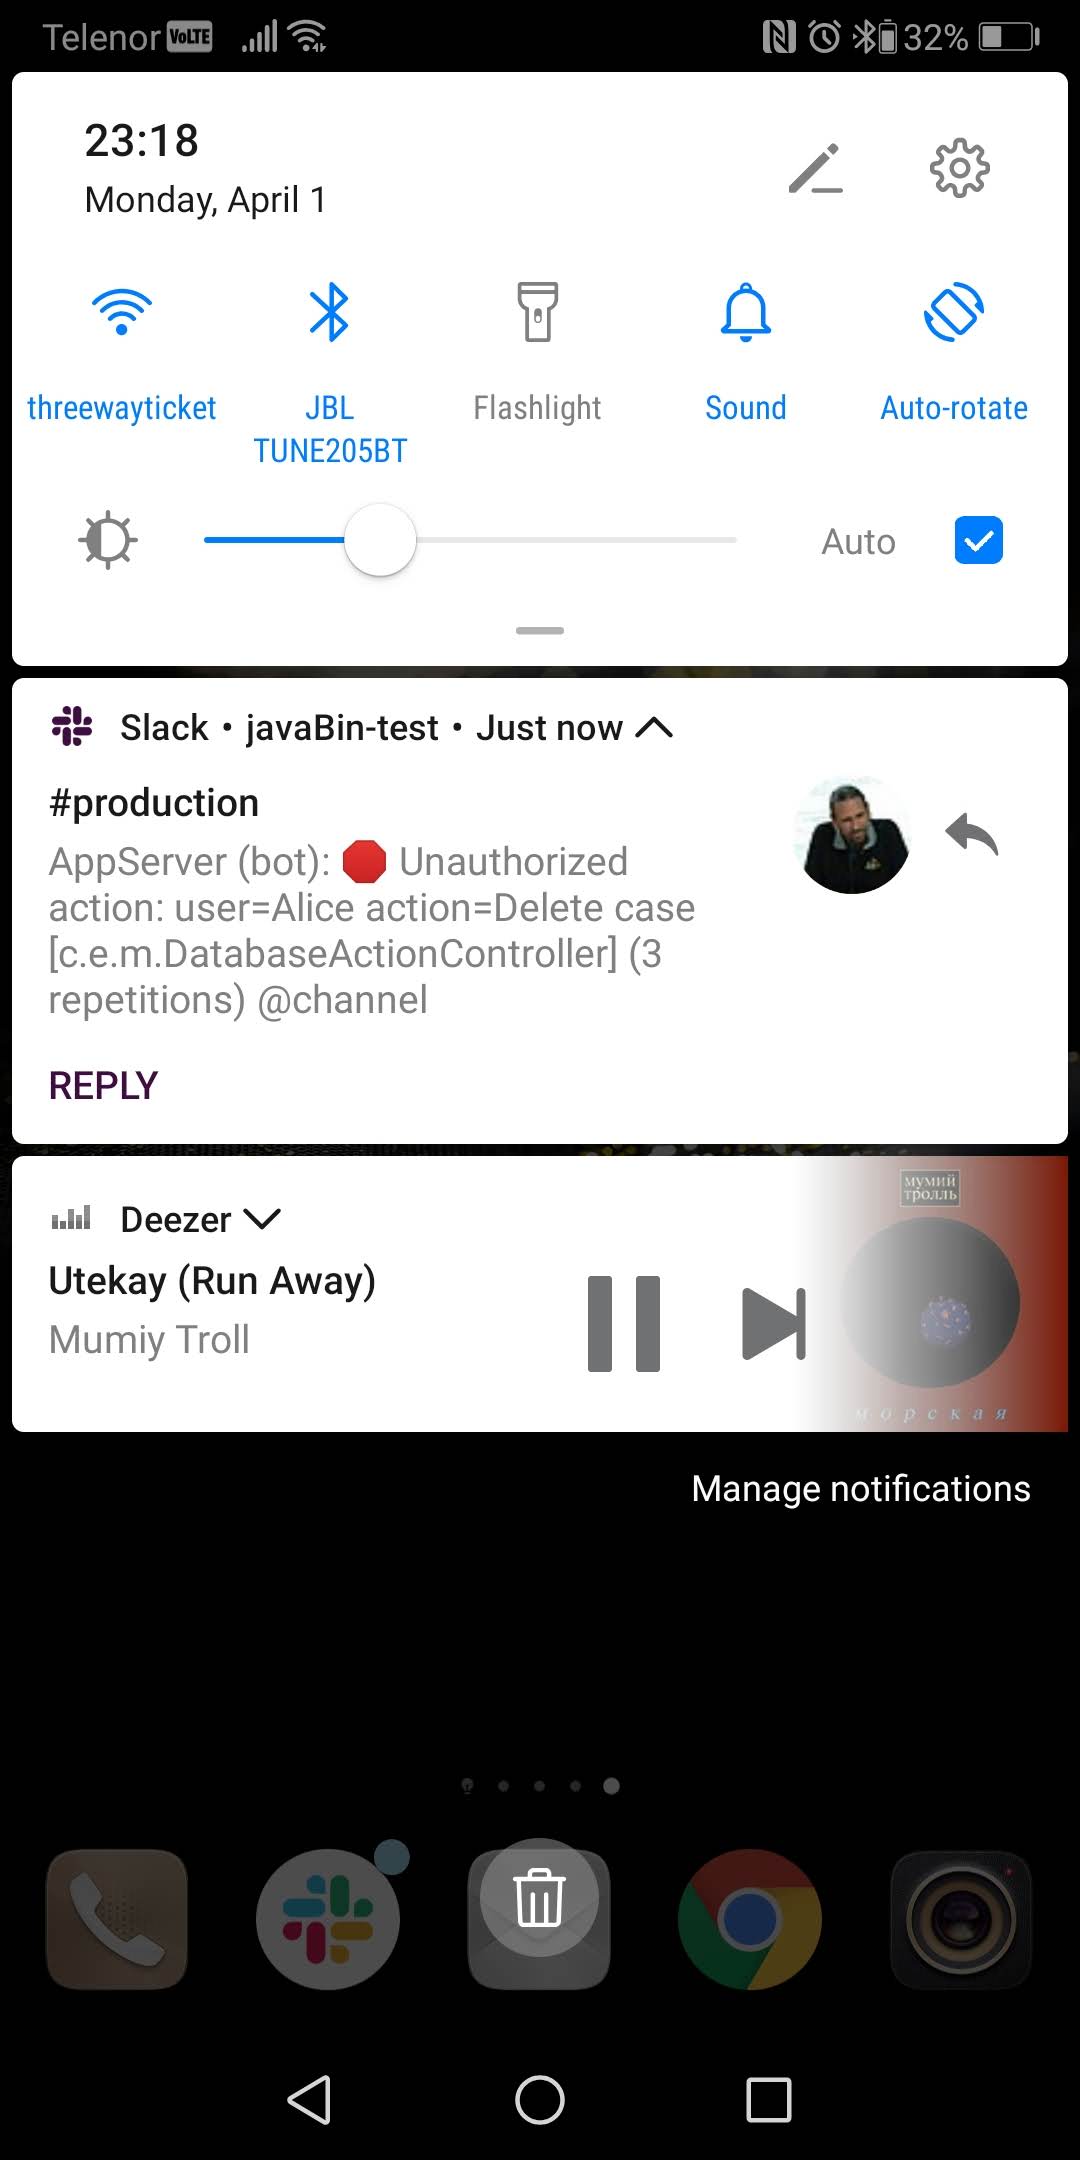 Telenor VoLTE 32%
23:18
Monday, April 1
threewayticket JBL Flashlight Sound Auto-rotate
TUNE205BT
Auto
Slack • javaBin-test • Just now
#production
AppServer (bot): 🛑 Unauthorized
action: user=Alice action=Delete case
[c.e.m.DatabaseActionController] (3
repetitions) @channel
REPLY
Deezer
Utekay (Run Away)
Mumiy Troll
мумий
тролль
морская
Manage notifications